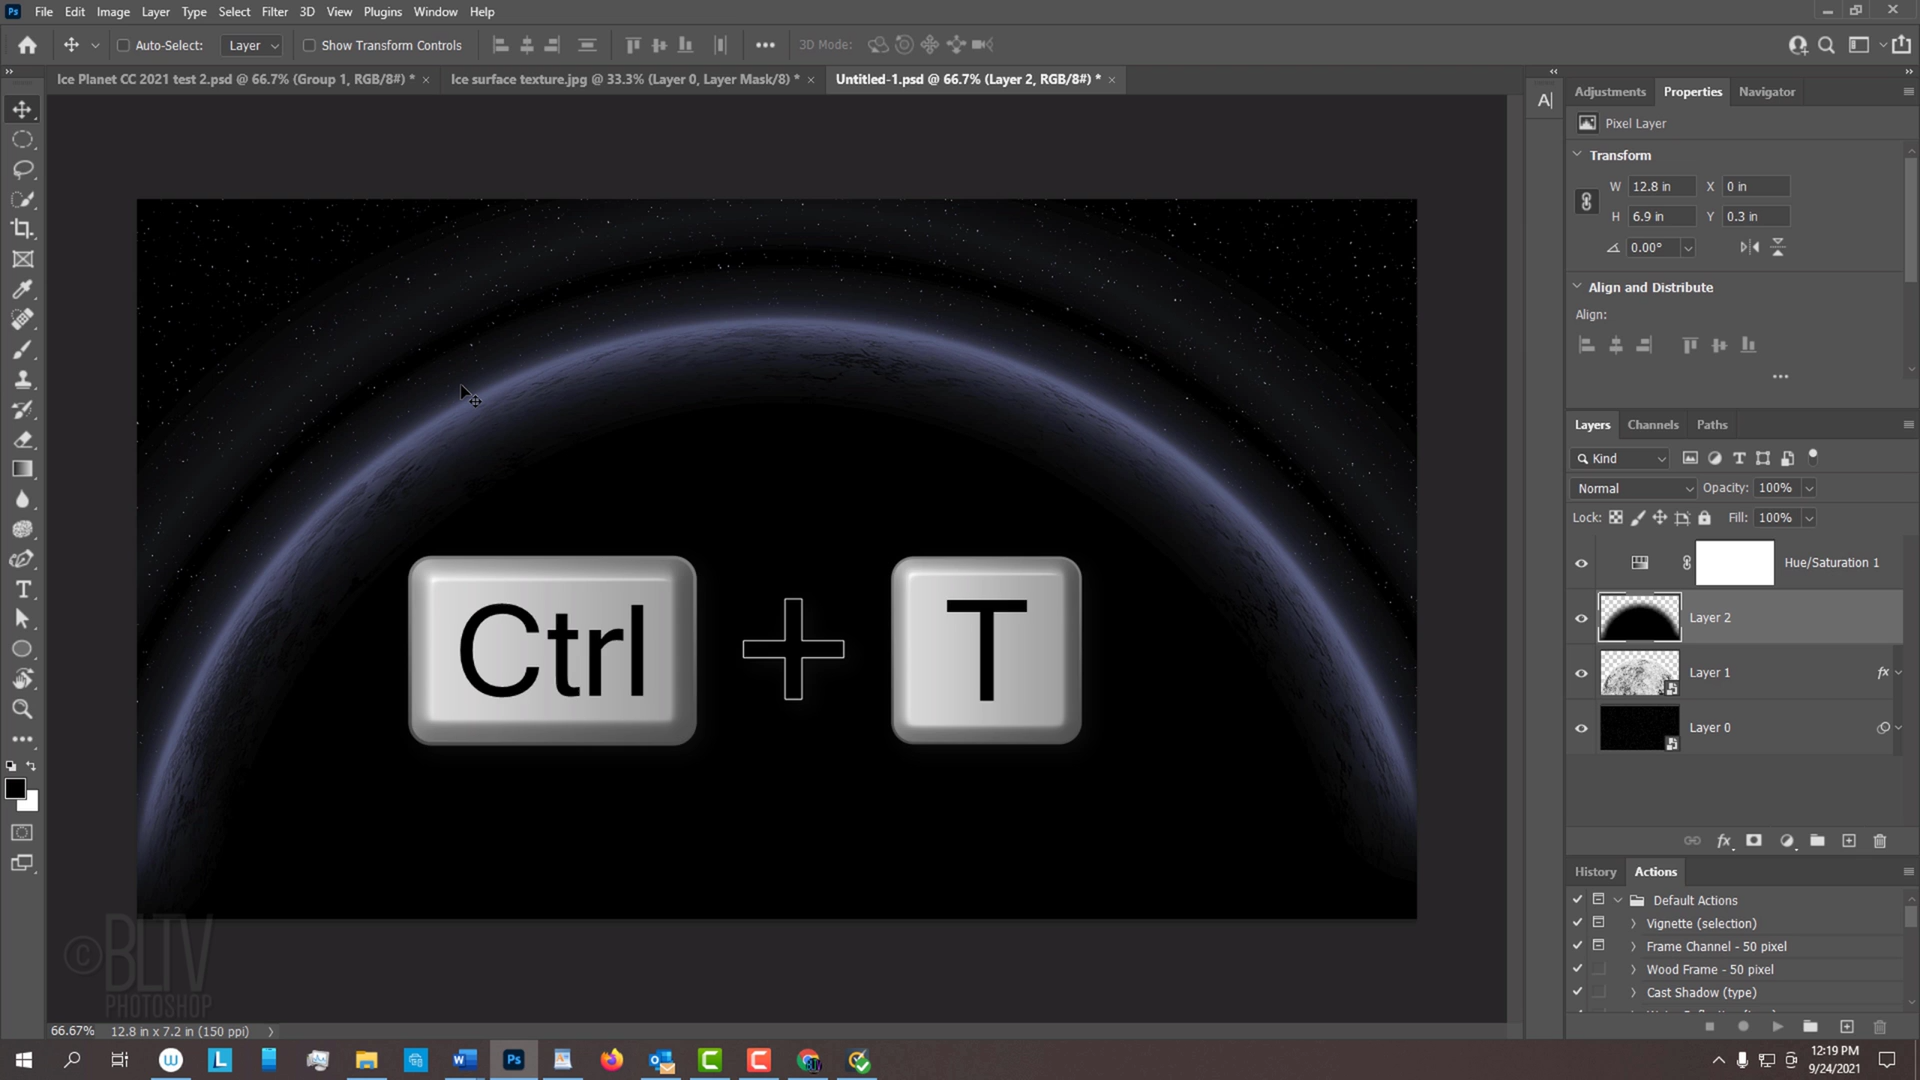 Ps File Edit Image Layer Type Select Filter 3D View Plugins Window Help
Auto-Select: Layer Show Transform Controls 3D Mode:
Ice Planet CC 2021 test 2.psd @ 66.7% (Group 1, RGB/8#) * × Ice surface texture.jpg @ 33.3% (Layer 0, Layer Mask/8) * × Untitled-1.psd @ 66.7% (Layer 2, RGB/8#) * ×
Adjustments Properties Navigator
Pixel Layer
Transform
W 12.8 in X 0 in
H 6.9 in Y 0.3 in
0.00°
Align and Distribute
Align:
Layers Channels Paths
Kind
Normal Opacity: 100%
Lock: Fill: 100%
Hue/Saturation 1
Layer 2
Layer 1 fx
Layer 0
fx
History Actions
Default Actions
Vignette (selection)
Frame Channel - 50 pixel
Wood Frame - 50 pixel
Cast Shadow (type)
Ctrl + T
©BLTV
PHOTOSHOP
66.67% 12.8 in x 7.2 in (150 ppi)
12:19 PM
9/24/2021